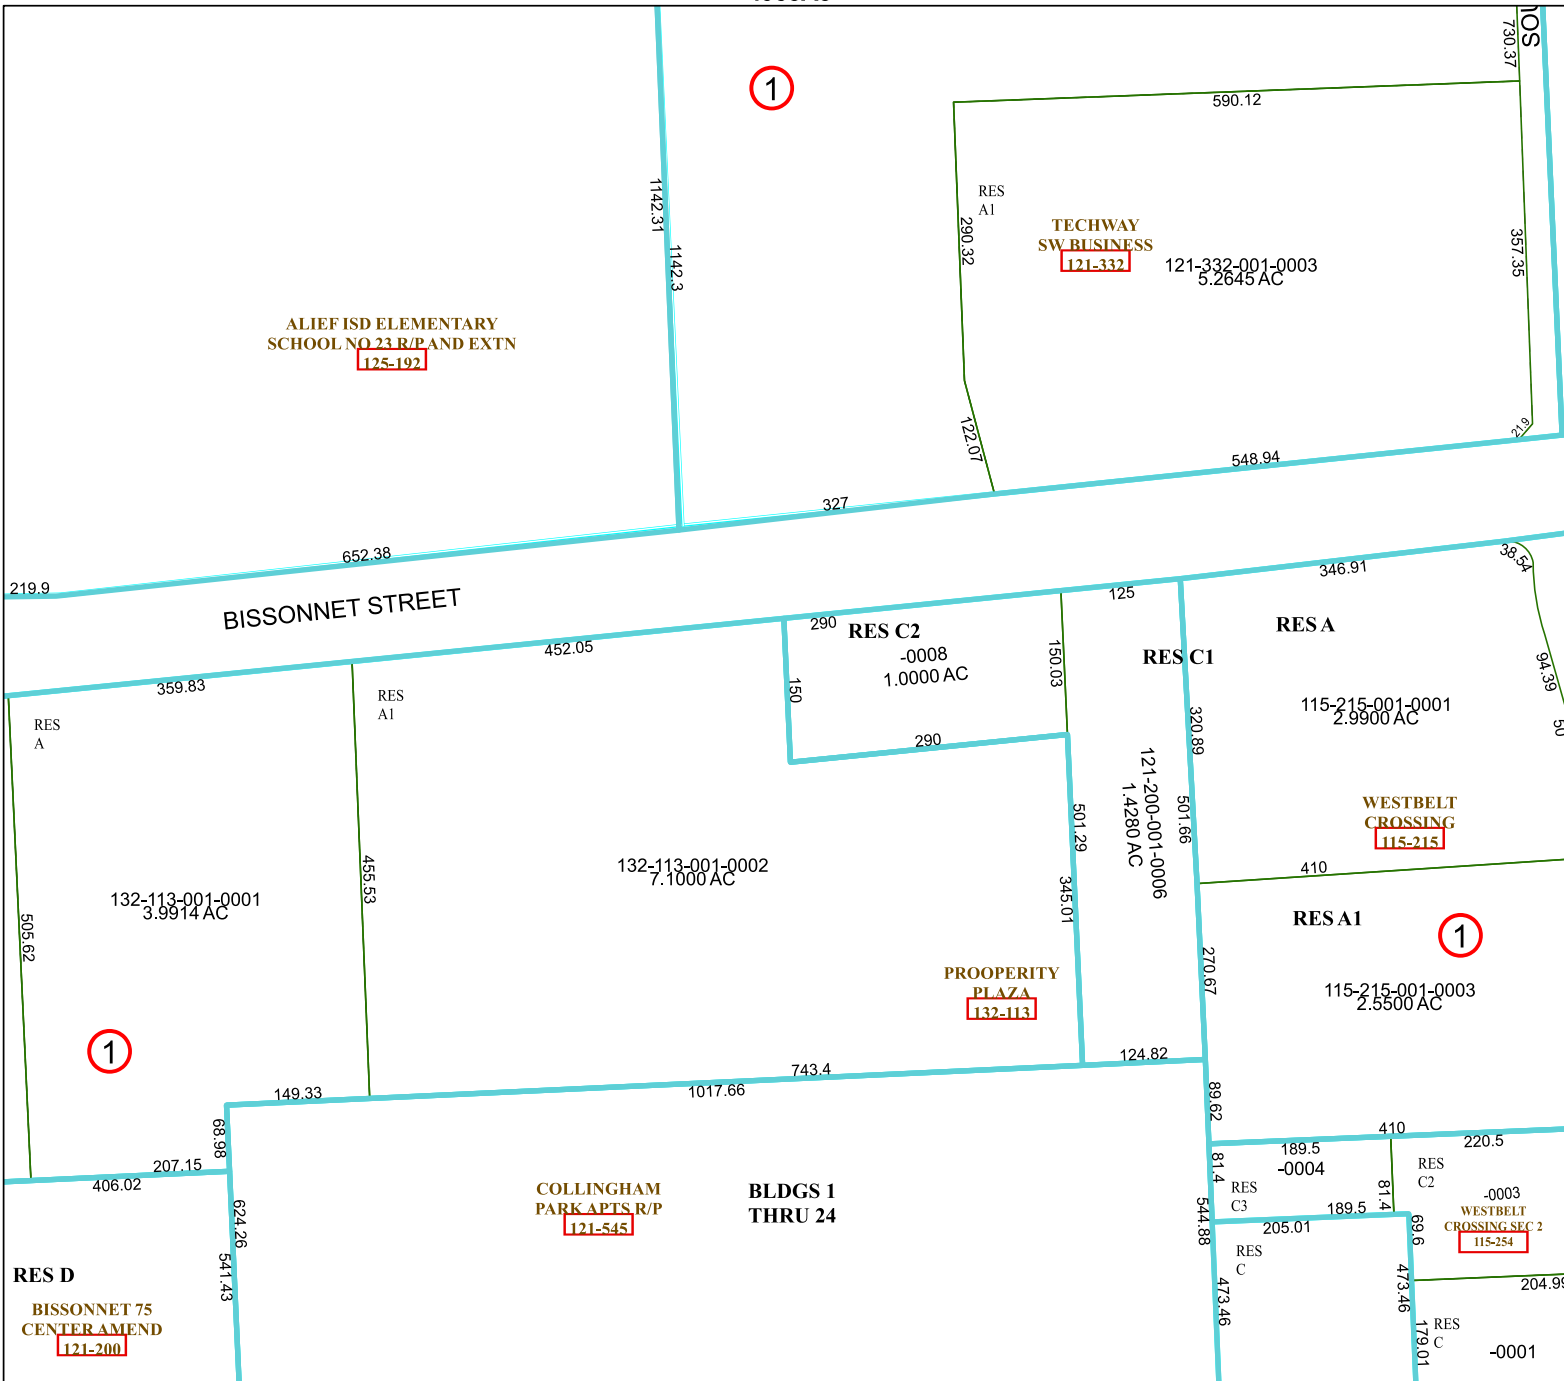 730.37
590.12
1
1142.31
1142.3
RES
A1
290.32
TECHWAY
SW BUSINESS
121-332
121-332-001-0003
5.2645 AC
357.35
ALIEF ISD ELEMENTARY
SCHOOL NO 23 R/P AND EXTN
125-192
122.07
21.9
548.94
327
652.38
219.9
BISSONNET STREET
346.91
38.54
125
290
452.05
359.83
RES C2
-0008
1.0000 AC
150.03
150
290
RES C1
RES A
94.39
50
115-215-001-0001
2.9900 AC
320.89
501.66
121-200-001-0006
1.4280 AC
RES
A
RES
A1
WESTBELT
CROSSING
115-215
410
501.29
345.01
132-113-001-0002
7.1000 AC
455.53
132-113-001-0001
3.9914 AC
505.62
RES A1
1
270.67
115-215-001-0003
2.5500 AC
PROOPERITY
PLAZA
132-113
1
124.82
743.4
1017.66
149.33
68.98
207.15
406.02
89.62
410
189.5
220.5
-0004
81.4
RES
C3
81.4
RES
C2
-0003
WESTBELT
CROSSING SEC 2
115-254
189.5
205.01
69.6
544.88
COLLINGHAM
PARK APTS R/P
121-545
BLDGS 1
THRU 24
624.26
541.43
RES
C
473.46
473.46
204.99
RES D
BISSONNET 75
CENTER AMEND
121-200
179.01
RES
C
-0001